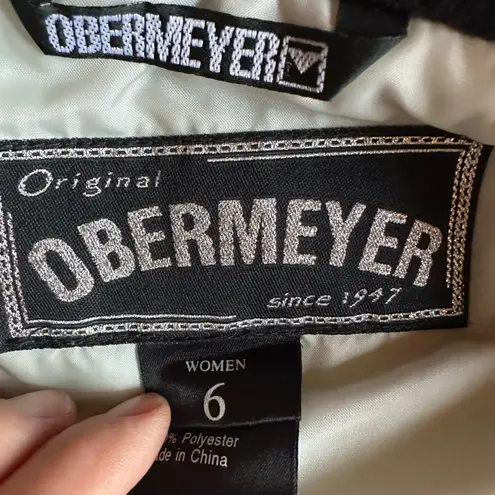 OBERMEYER
Original
OBERMEYER
since 1947
WOMEN
6
% Polyester
de in China